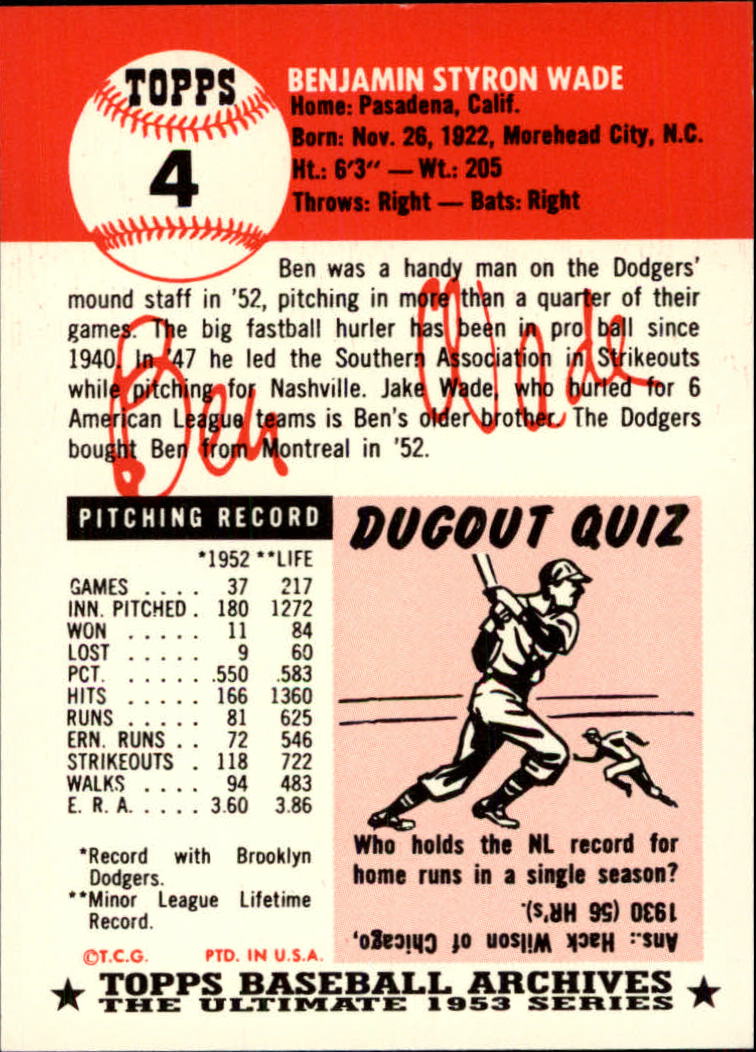 TOPPS
4
BENJAMIN STYRON WADE
Home: Pasadena, Calif.
Born: Nov. 26, 1922, Morehead City, N.C.
Ht.: 6'3" — Wt.: 205
Throws: Right — Bats: Right
Ben was a handy man on the Dodgers'
mound staff in '52, pitching in more than a quarter of their
games. The big fastball hurler has been in pro ball since
1940. In '47 he led the Southern Association in Strikeouts
while pitching for Nashville. Jake Wade, who hurled for 6
American League teams is Ben's older brother. The Dodgers
bought Ben from Montreal in '52.
Ben Wade
PITCHING RECORD
*1952 **LIFE
GAMES . . . . 37 217
INN. PITCHED . 180 1272
WON . . . . . 11 84
LOST . . . . . 9 60
PCT. . . . . . .550 .583
HITS . . . . . 166 1360
RUNS . . . . . 81 625
ERN. RUNS . . 72 546
STRIKEOUTS . 118 722
WALKS . . . . 94 483
E. R. A. . . . . 3.60 3.86
*Record with Brooklyn
Dodgers.
**Minor League Lifetime
Record.
©T.C.G. PTD. IN U.S.A.
DUGOUT QUIZ
Who holds the NL record for
home runs in a single season?
Ans.: Hack Wilson of Chicago,
1930 (56 HR's).
TOPPS BASEBALL ARCHIVES
THE ULTIMATE 1953 SERIES